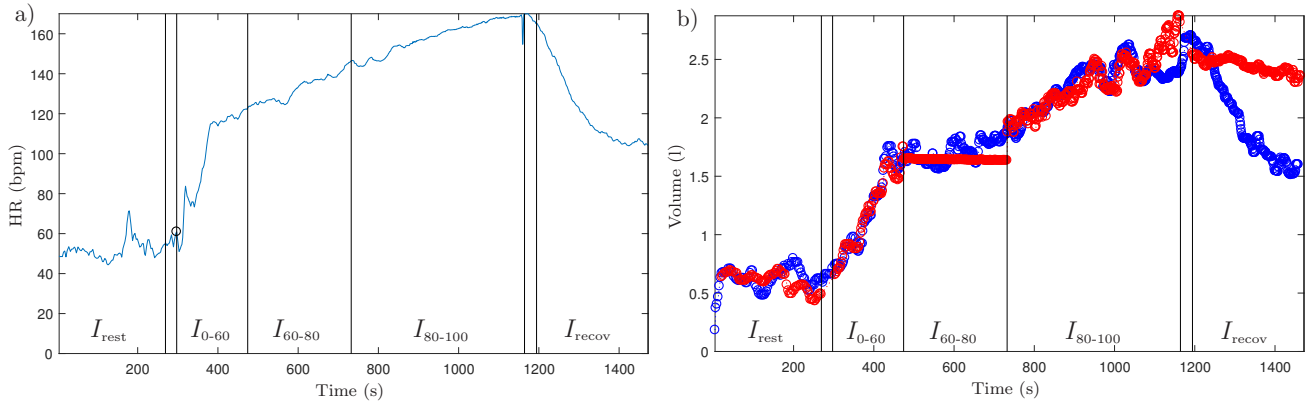 a)
160
140
120
100
80
60
40
20
0
HR (bpm)
I_rest
I_0-60
I_60-80
I_80-100
I_recov
200
400
600
800
1000
1200
1400
Time (s)
b)
2.5
2
1.5
1
0.5
0
Volume (l)
I_rest
I_0-60
I_60-80
I_80-100
I_recov
200
400
600
800
1000
1200
1400
Time (s)